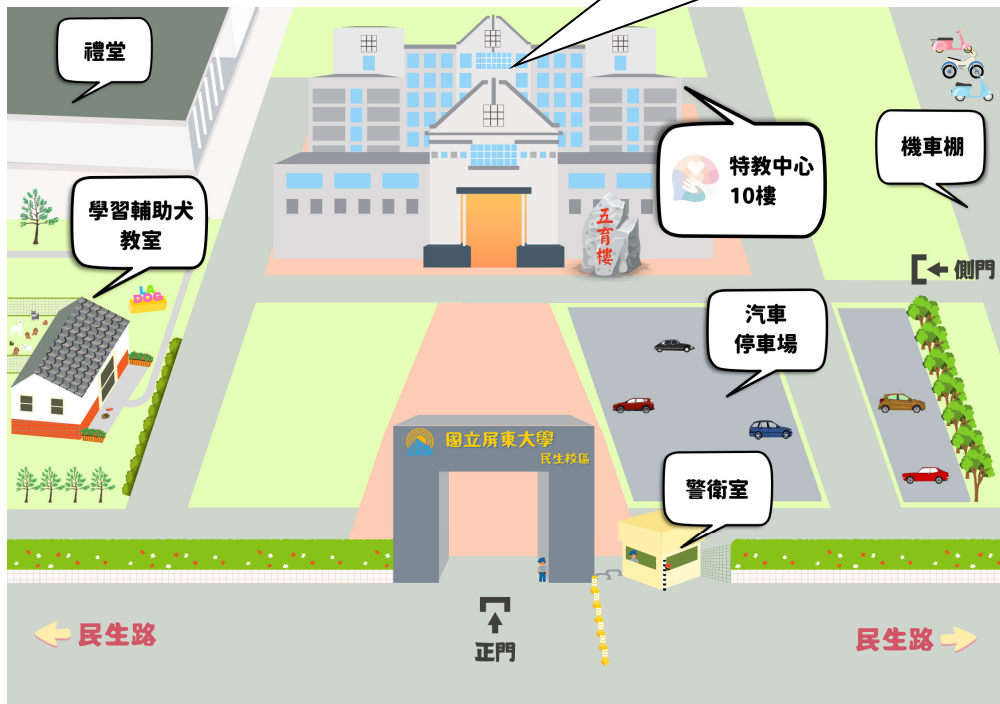 禮堂
特教中心
10樓
機車棚
學習輔助犬
教室
五育樓
側門
LA
DOG
汽車
停車場
國立屏東大學
民生校區
警衛室
民生路
正門
民生路